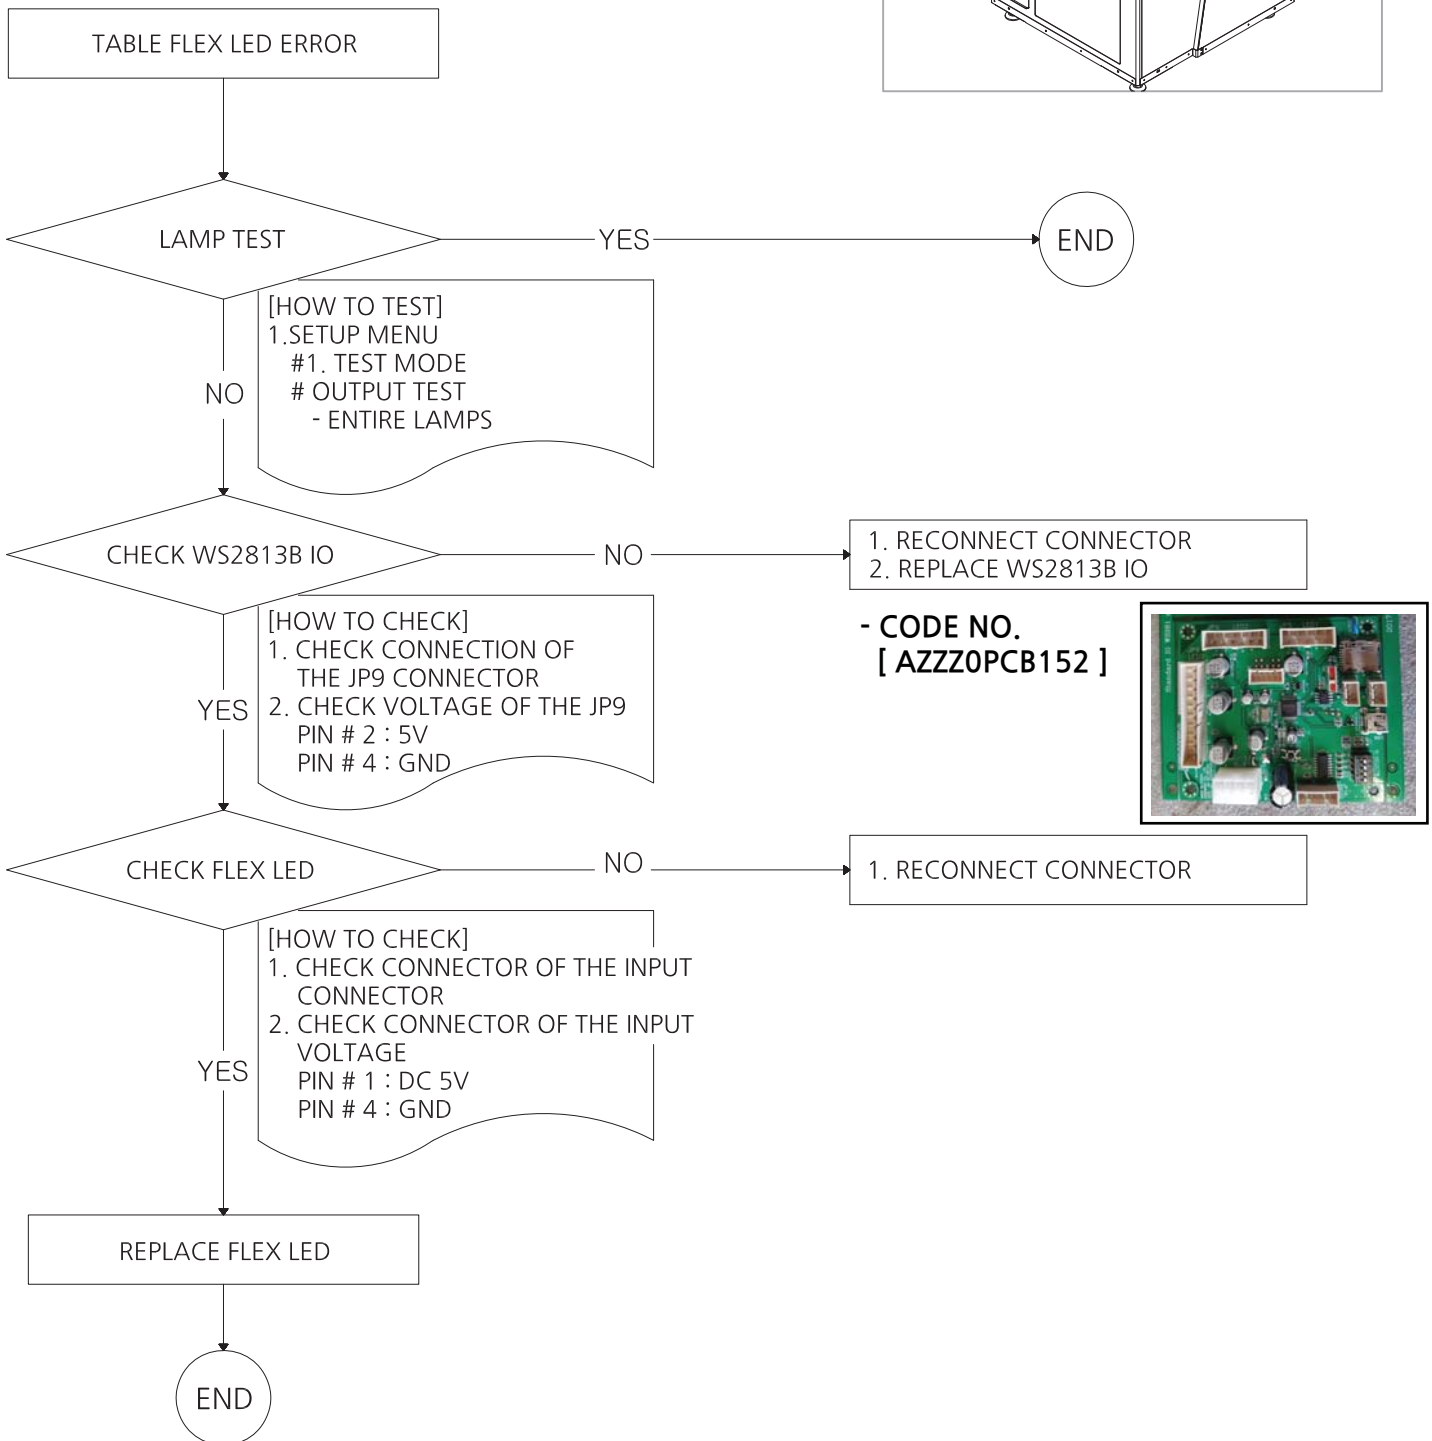 TABLE FLEX LED ERROR
LAMP TEST
YES
END
[HOW TO TEST]
1.SETUP MENU
#1. TEST MODE
# OUTPUT TEST
- ENTIRE LAMPS
NO
CHECK WS2813B IO
NO
1. RECONNECT CONNECTOR
2. REPLACE WS2813B IO
[HOW TO CHECK]
1. CHECK CONNECTION OF
THE JP9 CONNECTOR
2. CHECK VOLTAGE OF THE JP9
PIN # 2 : 5V
PIN # 4 : GND
YES
- CODE NO.
[ AZZZ0PCB152 ]
CHECK FLEX LED
NO
1. RECONNECT CONNECTOR
[HOW TO CHECK]
1. CHECK CONNECTOR OF THE INPUT
CONNECTOR
2. CHECK CONNECTOR OF THE INPUT
VOLTAGE
PIN # 1 : DC 5V
PIN # 4 : GND
YES
REPLACE FLEX LED
END